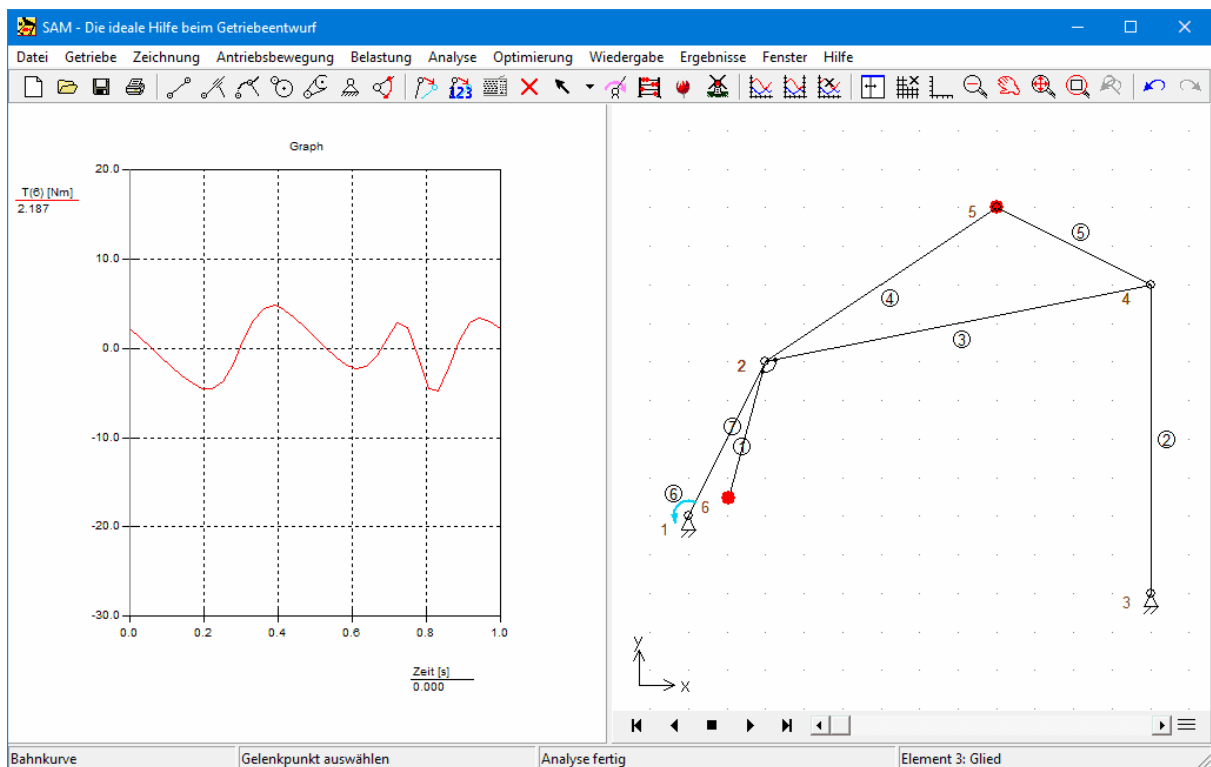 SAM - Die ideale Hilfe beim Getriebeentwurf
Datei Getriebe Zeichnung Antriebsbewegung Belastung Analyse Optimierung Wiedergabe Ergebnisse Fenster Hilfe
123
Graph
T(6) [Nm]
2.187
20.0
10.0
0.0
-10.0
-20.0
-30.0
0.0 0.2 0.4 0.6 0.8 1.0
Zeit [s]
0.000
5
5
4
4
3
2
7
1
2
6
6
1
3
y
x
Bahnkurve Gelenkpunkt auswählen Analyse fertig Element 3: Glied